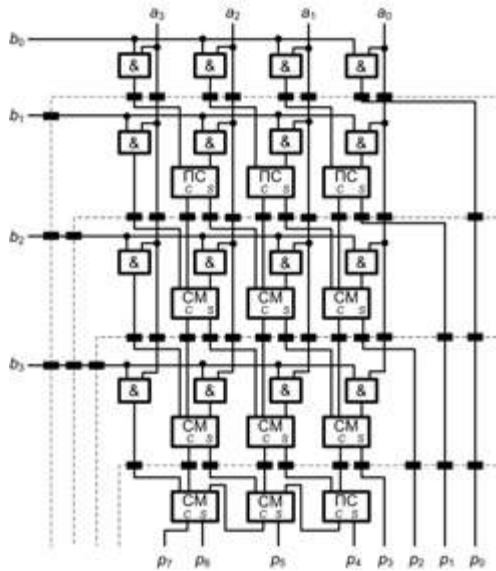 a₃ a₂ a₁ a₀
b₀
& & & &
b₁
& & & &
ПС ПС ПС
C S C S C S
b₂
& & & &
СМ СМ СМ
C S C S C S
b₃
& & & &
СМ СМ СМ
C S C S C S
СМ СМ ПС
C S C S C S
p₇ p₆ p₅ p₄ p₃ p₂ p₁ p₀